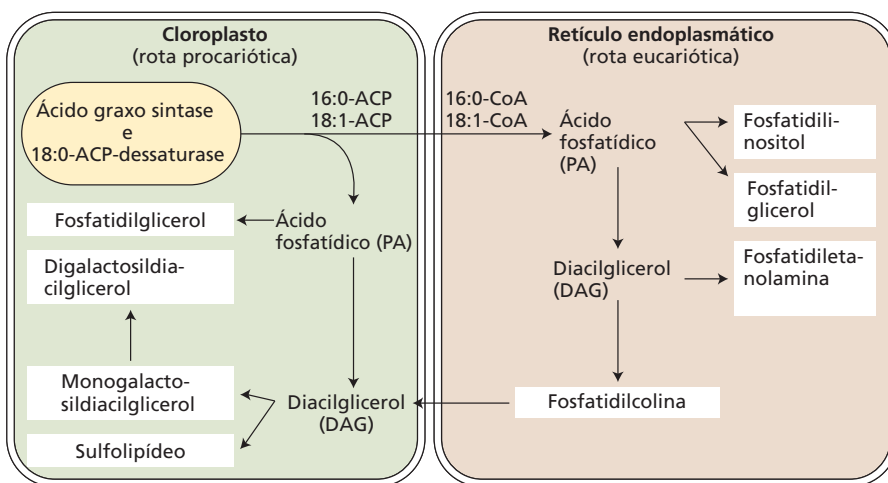 Cloroplasto
(rota procariótica)
Ácido graxo sintase
e
18:0-ACP-dessaturase
16:0-ACP
18:1-ACP
Fosfatidilglicerol
Ácido
fosfatídico (PA)
Digalactosildia-
cilglicerol
Monogalacto-
sildiacilglicerol
Sulfolipídeo
Diacilglicerol
(DAG)
Retículo endoplasmático
(rota eucariótica)
16:0-CoA
18:1-CoA
Ácido
fosfatídico
(PA)
Fosfatidili-
nositol
Fosfatidil-
glicerol
Diacilglicerol
(DAG)
Fosfatidileta-
nolamina
Fosfatidilcolina